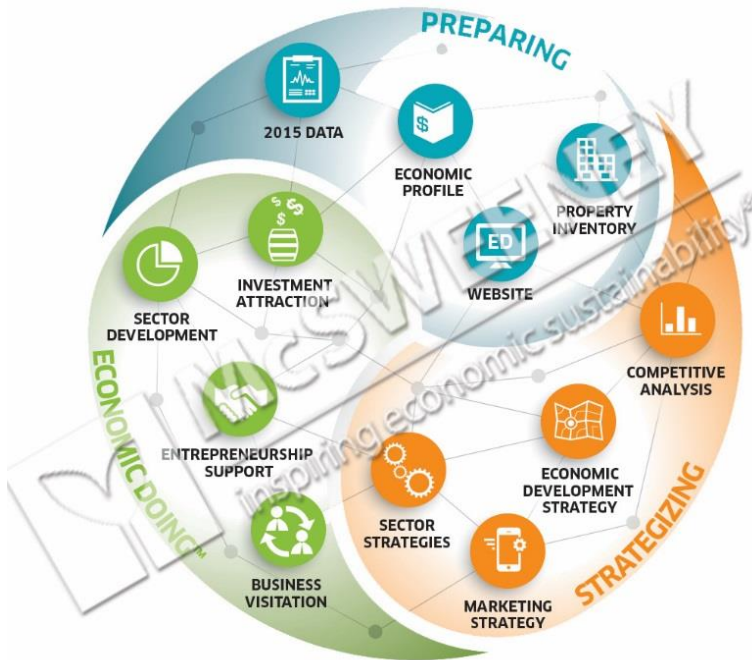 PREPARING
2015 DATA
ECONOMIC
PROFILE
$
PROPERTY
INVENTORY
ED
WEBSITE
$ $$
$
INVESTMENT
ATTRACTION
SECTOR
DEVELOPMENT
ENTREPRENEURSHIP
SUPPORT
BUSINESS
VISITATION
ECONOMIC DOING™
COMPETITIVE
ANALYSIS
ECONOMIC
DEVELOPMENT
STRATEGY
SECTOR
STRATEGIES
MARKETING
STRATEGY
STRATEGIZING
McSWEENEY
inspiring economic sustainability®